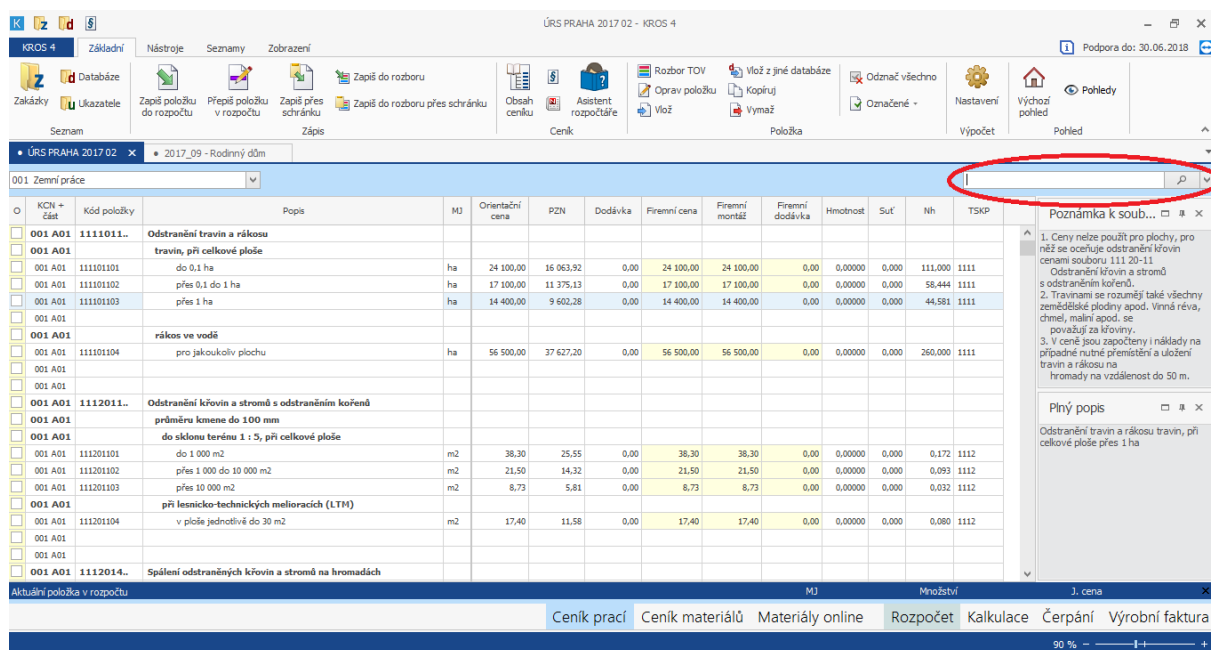 K z d § ÚRS PRAHA 2017 02 - KROS 4
KROS 4 Základní Nástroje Seznamy Zobrazení i Podpora do: 30.06.2018
z Zakázky
d Databáze
u Ukazatele
Seznam
Zapiš položku do rozpočtu
Přepiš položku v rozpočtu
Zapiš přes schránku
Zapiš do rozboru
Zapiš do rozboru přes schránku
Zápis
Obsah ceníku
§
Asistent rozpočtáře
Ceník
Rozbor TOV
Oprav položku
Vlož
Vlož z jiné databáze
Kopíruj
Vymaž
Označ všechno
Označené
Položka
Nastavení
Výpočet
Výchozí pohled
Pohledy
Pohled
• ÚRS PRAHA 2017 02 × • 2017_09 - Rodinný dům
001 Zemní práce
O KCN + část Kód položky Popis MJ Orientační cena PZN Dodávka Firemní cena Firemní montáž Firemní dodávka Hmotnost Suť Nh TSKP
001 A01 1111011.. Odstranění travin a rákosu
001 A01 travin, při celkové ploše
001 A01 111101101 do 0,1 ha ha 24 100,00 16 063,92 0,00 24 100,00 24 100,00 0,00 0,00000 0,000 111,000 1111
001 A01 111101102 přes 0,1 do 1 ha ha 17 100,00 11 375,13 0,00 17 100,00 17 100,00 0,00 0,00000 0,000 58,444 1111
001 A01 111101103 přes 1 ha ha 14 400,00 9 602,28 0,00 14 400,00 14 400,00 0,00 0,00000 0,000 44,581 1111
001 A01
001 A01 rákos ve vodě
001 A01 111101104 pro jakoukoliv plochu ha 56 500,00 37 627,20 0,00 56 500,00 56 500,00 0,00 0,00000 0,000 260,000 1111
001 A01
001 A01
001 A01 1112011.. Odstranění křovin a stromů s odstraněním kořenů
001 A01 průměru kmene do 100 mm
001 A01 do sklonu terénu 1 : 5, při celkové ploše
001 A01 111201101 do 1 000 m2 m2 38,30 25,55 0,00 38,30 38,30 0,00 0,00000 0,000 0,172 1112
001 A01 111201102 přes 1 000 do 10 000 m2 m2 21,50 14,32 0,00 21,50 21,50 0,00 0,00000 0,000 0,093 1112
001 A01 111201103 přes 10 000 m2 m2 8,73 5,81 0,00 8,73 8,73 0,00 0,00000 0,000 0,032 1112
001 A01 při lesnicko-technických melioracích (LTM)
001 A01 111201104 v ploše jednotlivě do 30 m2 m2 17,40 11,58 0,00 17,40 17,40 0,00 0,00000 0,000 0,080 1112
001 A01
001 A01
001 A01 1112014.. Spálení odstraněných křovin a stromů na hromadách
Poznámka k soub...
1. Ceny nelze použít pro plochy, pro
něž se oceňuje odstranění křovin
cenami souboru 111 20-11
Odstranění křovin a stromů
s odstraněním kořenů.
2. Travinami se rozumějí také všechny
zemědělské plodiny apod. Vinná réva,
chmel, maliní apod. se
považují za křoviny.
3. V ceně jsou započteny i náklady na
případné nutné přemístění a uložení
travin a rákosu na
hromady na vzdálenost do 50 m.
Plný popis
Odstranění travin a rákosu travin, při
celkové ploše přes 1 ha
Aktuální položka v rozpočtu MJ Množství J. cena
Ceník prací Ceník materiálů Materiály online Rozpočet Kalkulace Čerpání Výrobní faktura
90 % − +